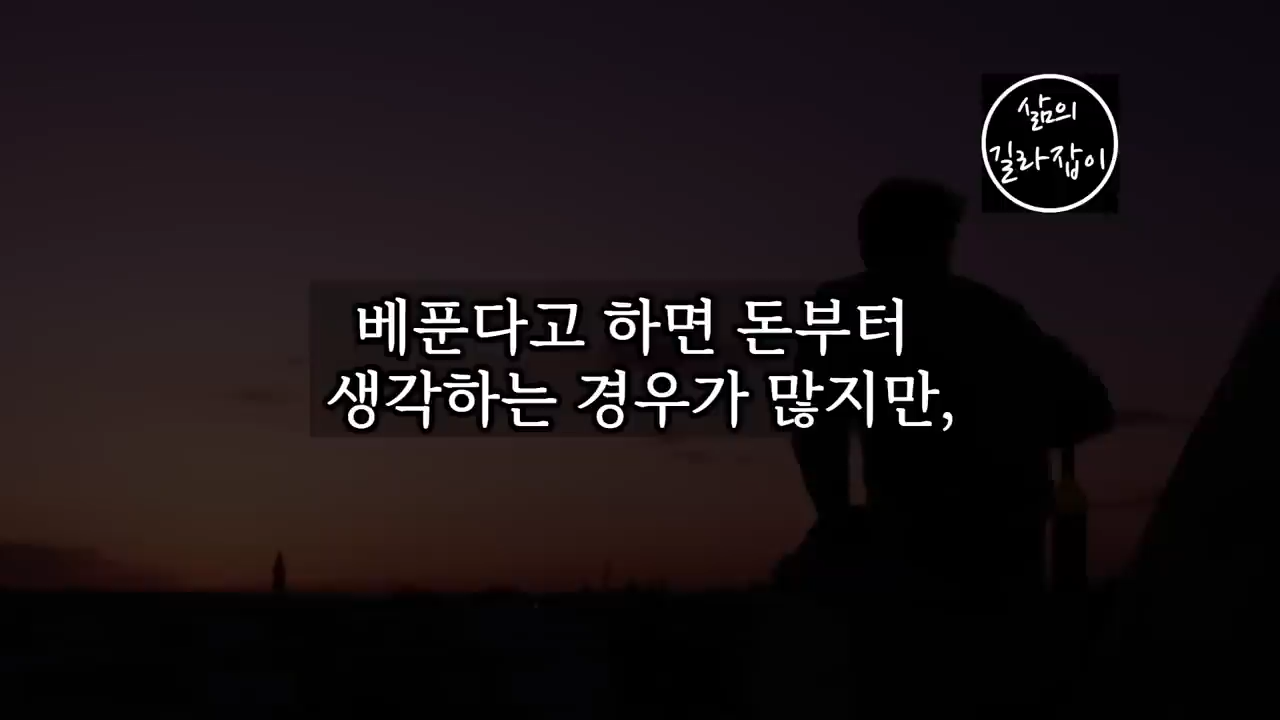 삶의
길라잡이
베푼다고 하면 돈부터
생각하는 경우가 많지만,